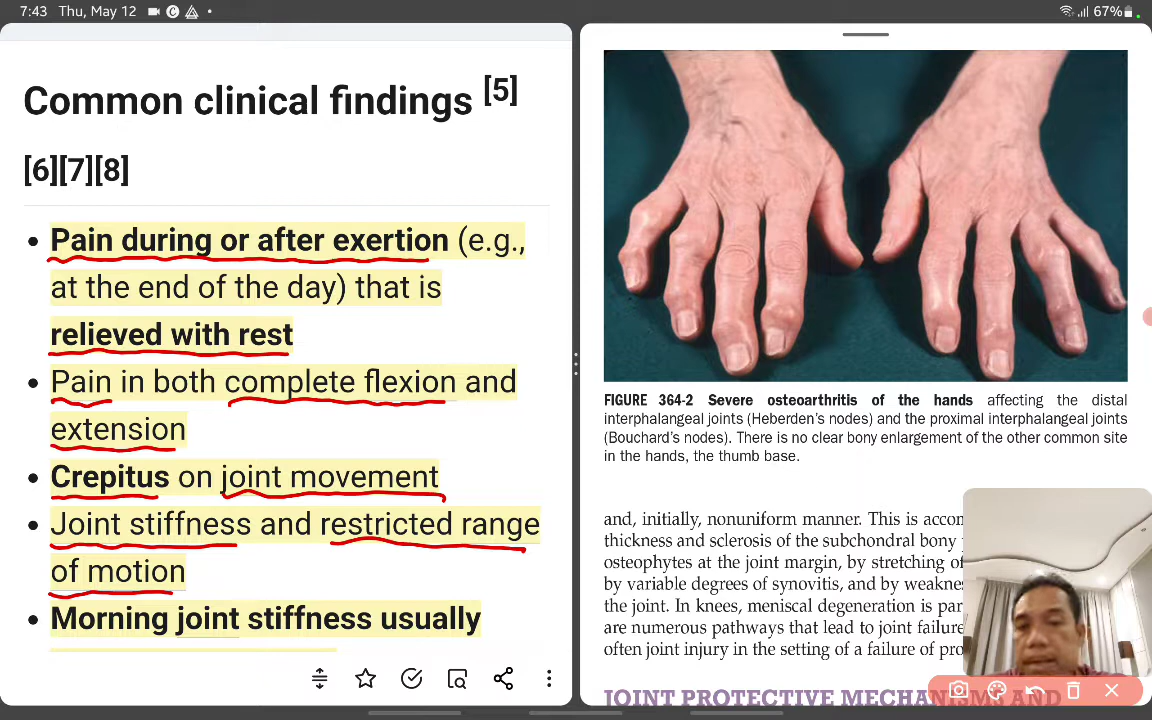 7:43 Thu, May 12
67%
Common clinical findings [5]
[6][7][8]
• Pain during or after exertion (e.g.,
at the end of the day) that is
relieved with rest
• Pain in both complete flexion and
extension
• Crepitus on joint movement
• Joint stiffness and restricted range
of motion
• Morning joint stiffness usually
FIGURE 364-2 Severe osteoarthritis of the hands affecting the distal
interphalangeal joints (Heberden's nodes) and the proximal interphalangeal joints
(Bouchard's nodes). There is no clear bony enlargement of the other common site
in the hands, the thumb base.
and, initially, nonuniform manner. This is accom
thickness and sclerosis of the subchondral bony
osteophytes at the joint margin, by stretching of
by variable degrees of synovitis, and by weaknes
the joint. In knees, meniscal degeneration is par
are numerous pathways that lead to joint failure
often joint injury in the setting of a failure of pro
JOINT PROTECTIVE MECHANISMS AND